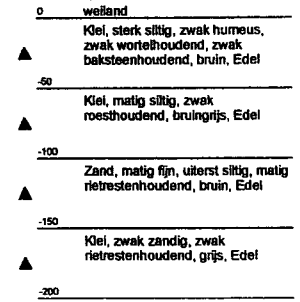 0 weiland
Klei, sterk siltig, zwak humeus,
zwak wortelhoudend, zwak
baksteenhoudend, bruin, Edel
-50
Klei, matig siltig, zwak
roesthoudend, bruingrijs, Edel
-100
Zand, matig fijn, uiterst siltig, matig
rietrestenhoudend, bruin, Edel
-150
Klei, zwak zandig, zwak
rietrestenhoudend, grijs, Edel
-200